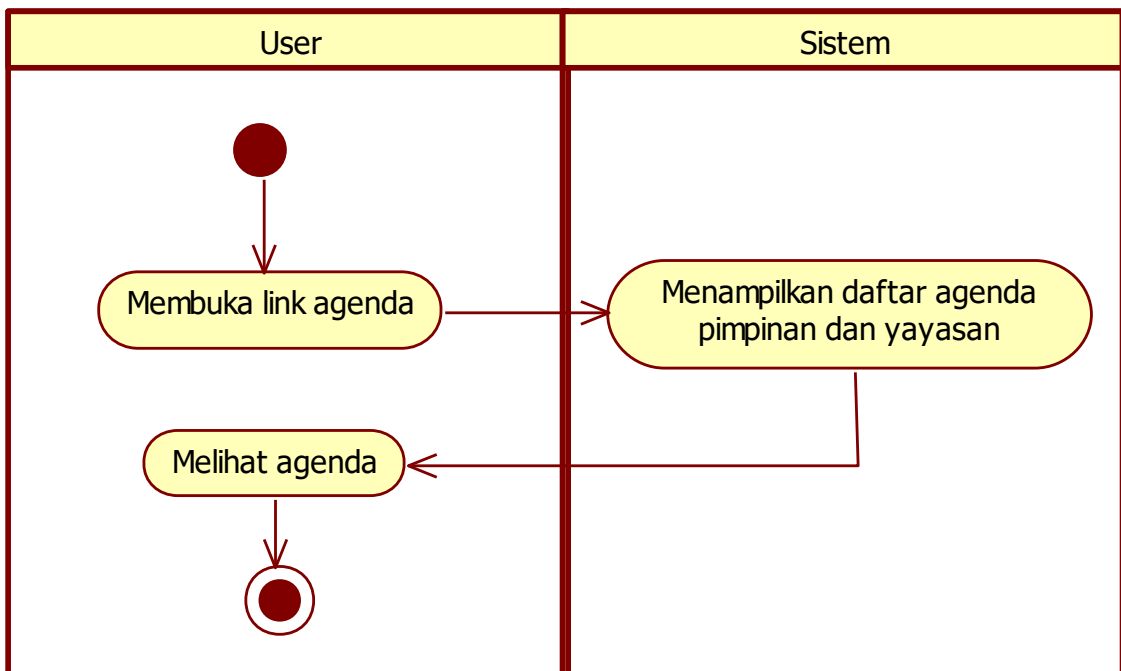 User
Sistem
Membuka link agenda
Menampilkan daftar agenda
pimpinan dan yayasan
Melihat agenda